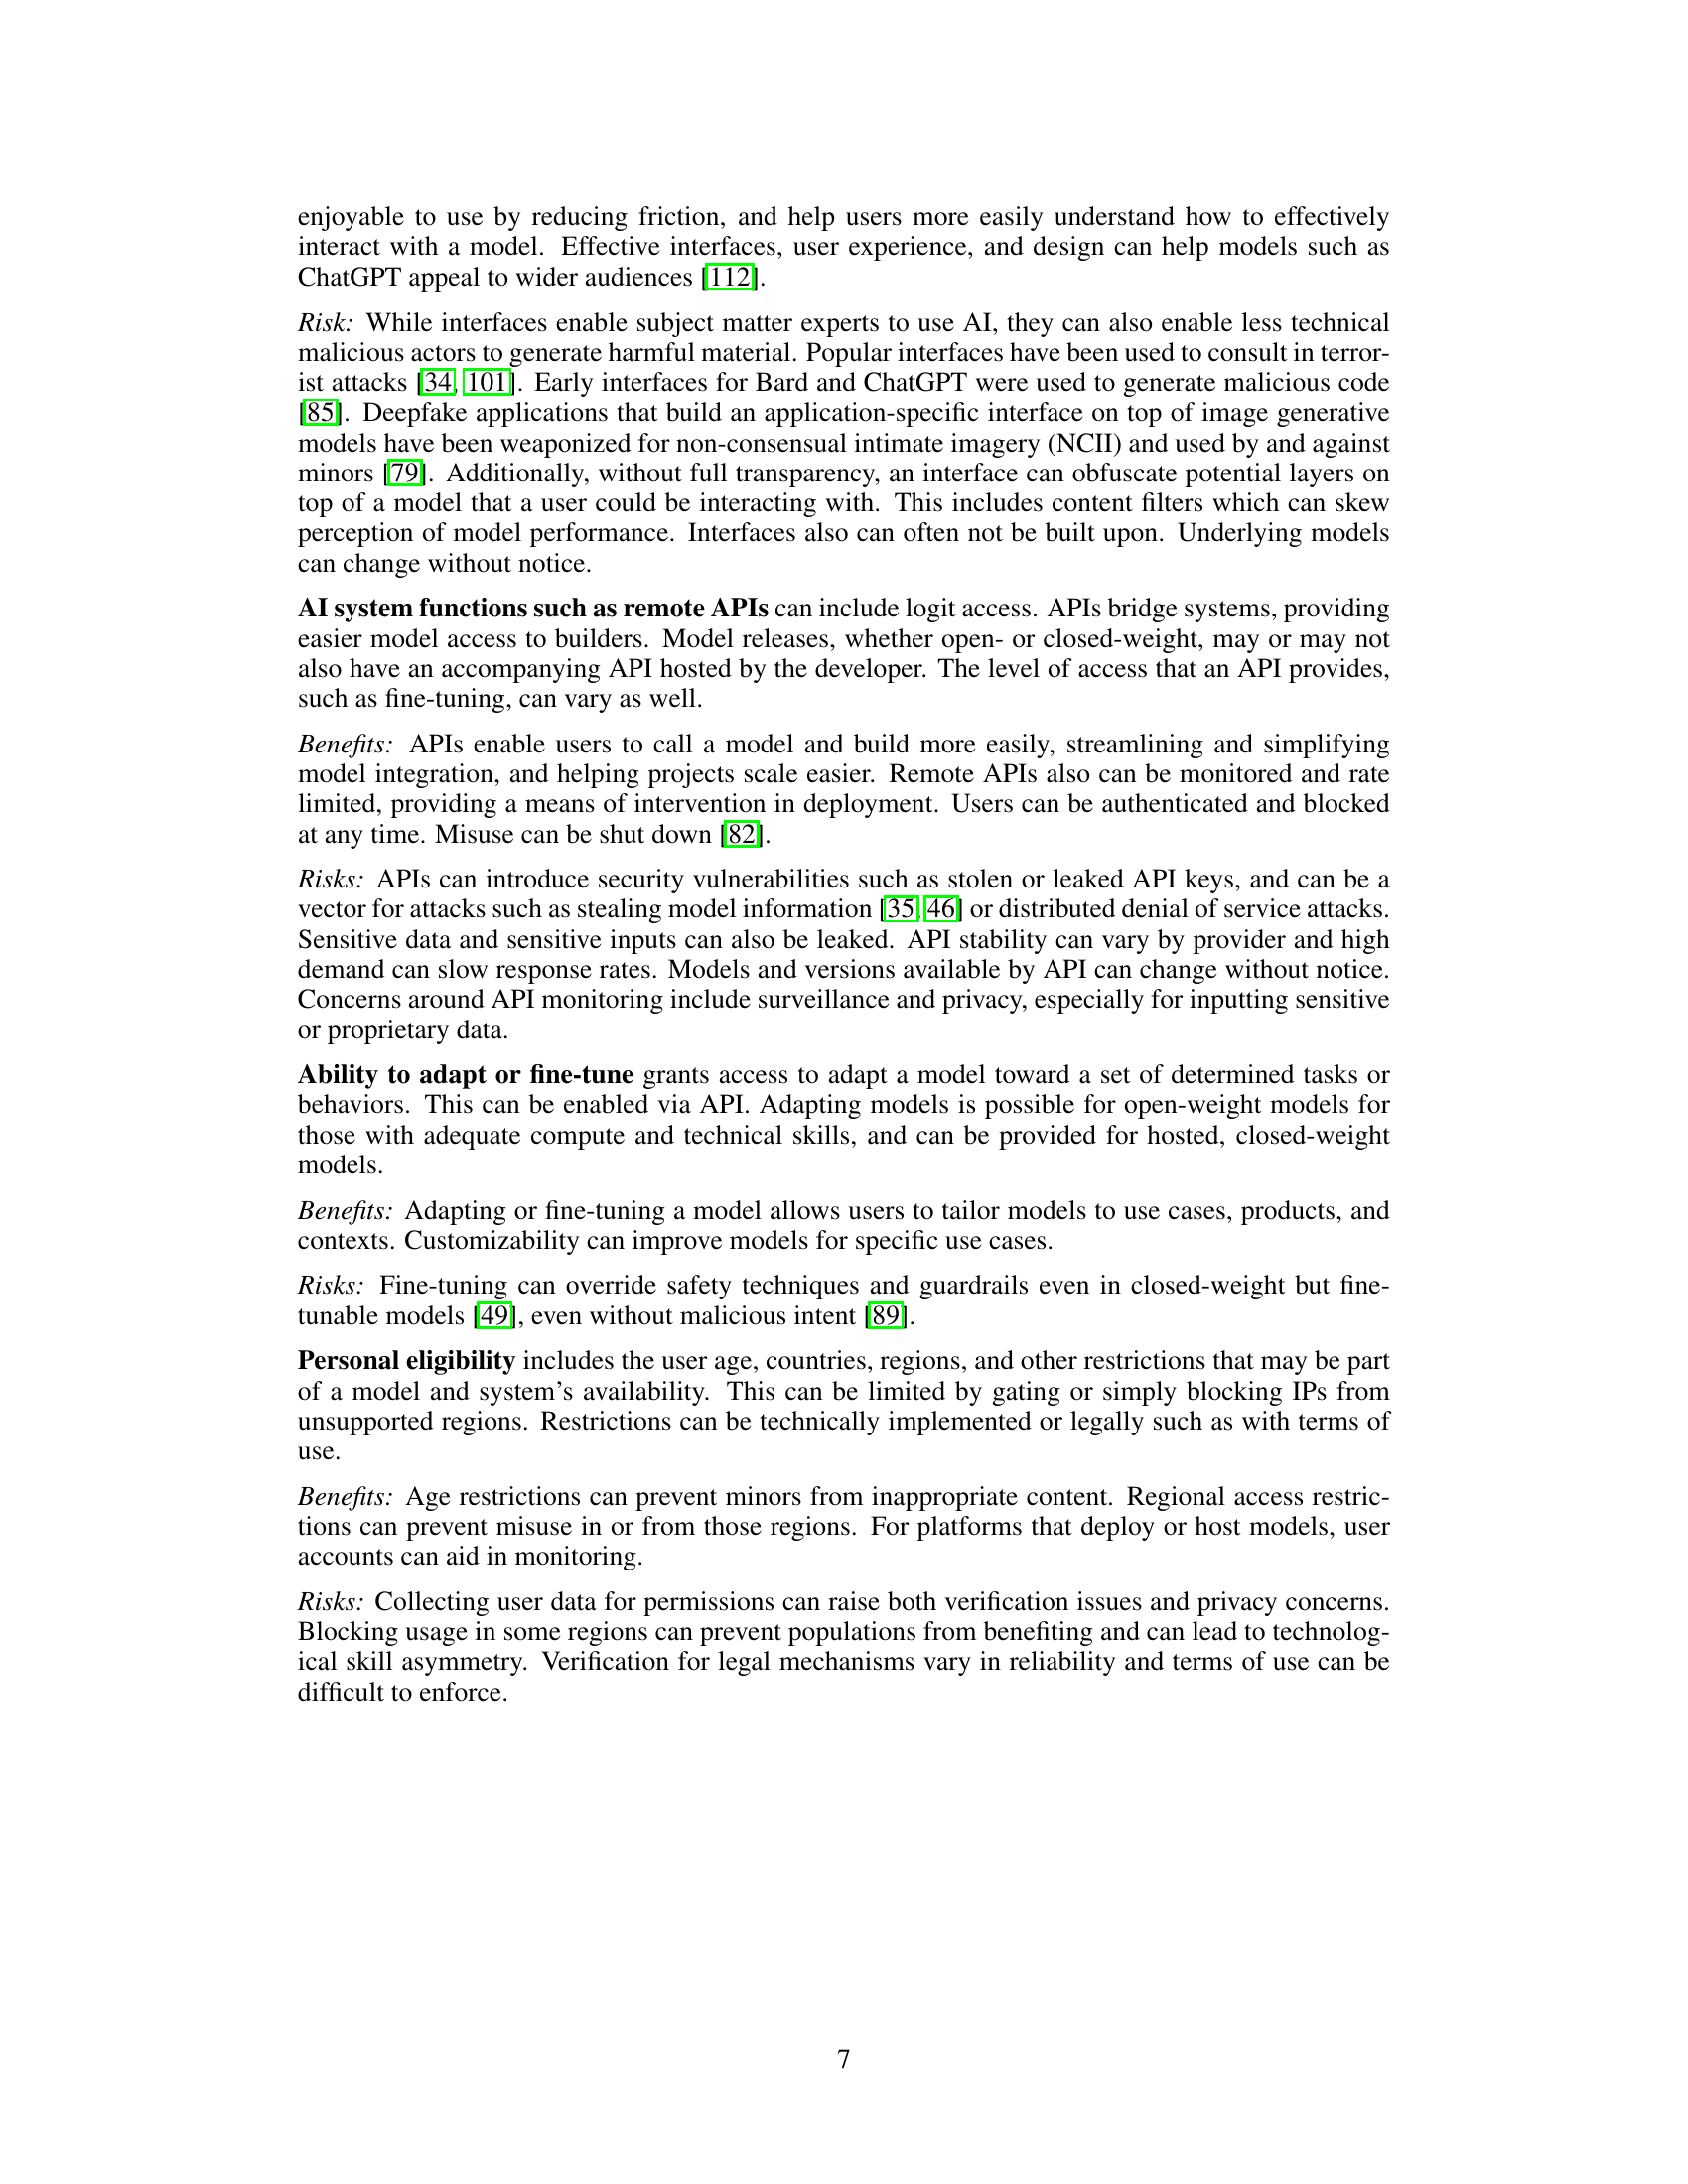 enjoyable to use by reducing friction, and help users more easily understand how to effectively
interact with a model. Effective interfaces, user experience, and design can help models such as
ChatGPT appeal to wider audiences [112].
Risk: While interfaces enable subject matter experts to use AI, they can also enable less technical
malicious actors to generate harmful material. Popular interfaces have been used to consult in terror-
ist attacks [34, 101]. Early interfaces for Bard and ChatGPT were used to generate malicious code
[85]. Deepfake applications that build an application-specific interface on top of image generative
models have been weaponized for non-consensual intimate imagery (NCII) and used by and against
minors [79]. Additionally, without full transparency, an interface can obfuscate potential layers on
top of a model that a user could be interacting with. This includes content filters which can skew
perception of model performance. Interfaces also can often not be built upon. Underlying models
can change without notice.
AI system functions such as remote APIs can include logit access. APIs bridge systems, providing
easier model access to builders. Model releases, whether open- or closed-weight, may or may not
also have an accompanying API hosted by the developer. The level of access that an API provides,
such as fine-tuning, can vary as well.
Benefits: APIs enable users to call a model and build more easily, streamlining and simplifying
model integration, and helping projects scale easier. Remote APIs also can be monitored and rate
limited, providing a means of intervention in deployment. Users can be authenticated and blocked
at any time. Misuse can be shut down [82].
Risks: APIs can introduce security vulnerabilities such as stolen or leaked API keys, and can be a
vector for attacks such as stealing model information [35, 46] or distributed denial of service attacks.
Sensitive data and sensitive inputs can also be leaked. API stability can vary by provider and high
demand can slow response rates. Models and versions available by API can change without notice.
Concerns around API monitoring include surveillance and privacy, especially for inputting sensitive
or proprietary data.
Ability to adapt or fine-tune grants access to adapt a model toward a set of determined tasks or
behaviors. This can be enabled via API. Adapting models is possible for open-weight models for
those with adequate compute and technical skills, and can be provided for hosted, closed-weight
models.
Benefits: Adapting or fine-tuning a model allows users to tailor models to use cases, products, and
contexts. Customizability can improve models for specific use cases.
Risks: Fine-tuning can override safety techniques and guardrails even in closed-weight but fine-
tunable models [49], even without malicious intent [89].
Personal eligibility includes the user age, countries, regions, and other restrictions that may be part
of a model and system's availability. This can be limited by gating or simply blocking IPs from
unsupported regions. Restrictions can be technically implemented or legally such as with terms of
use.
Benefits: Age restrictions can prevent minors from inappropriate content. Regional access restric-
tions can prevent misuse in or from those regions. For platforms that deploy or host models, user
accounts can aid in monitoring.
Risks: Collecting user data for permissions can raise both verification issues and privacy concerns.
Blocking usage in some regions can prevent populations from benefiting and can lead to technolog-
ical skill asymmetry. Verification for legal mechanisms vary in reliability and terms of use can be
difficult to enforce.
7